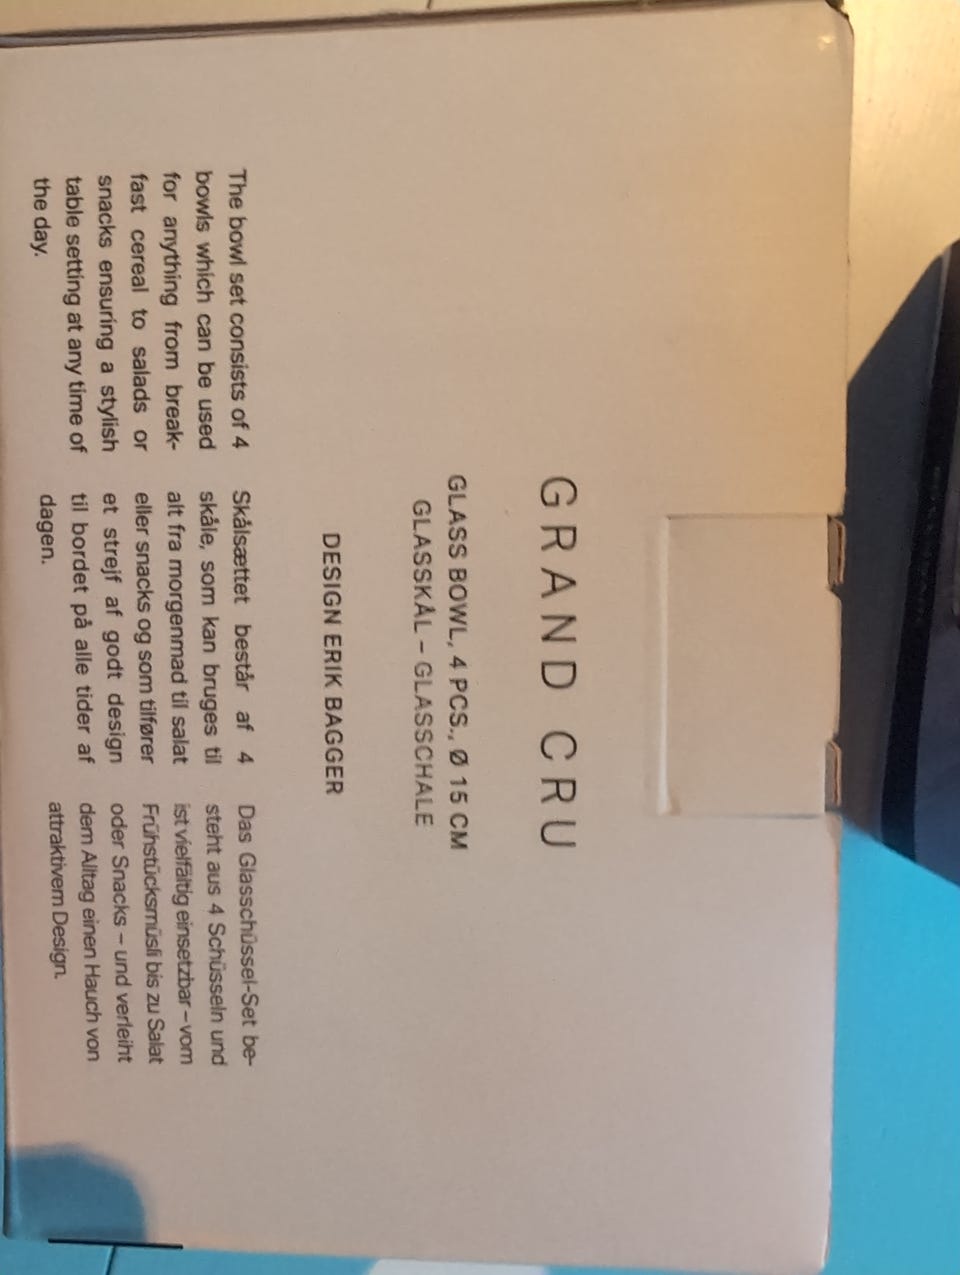 GRAND CRU
GLASS BOWL, 4 PCS., Ø 15 CM
GLASSKÅL – GLASSCHALE
DESIGN ERIK BAGGER
The bowl set consists of 4
bowls which can be used
for anything from break-
fast cereal to salads or
snacks ensuring a stylish
table setting at any time of
the day.
Skålsættet består af 4
skåle, som kan bruges til
alt fra morgenmad til salat
eller snacks og som tilfører
et strejf af godt design
til bordet på alle tider af
dagen.
Das Glasschüssel-Set be-
steht aus 4 Schüsseln und
ist vielfältig einsetzbar – vom
Frühstücksmüsli bis zu Salat
oder Snacks – und verleiht
dem Alltag einen Hauch von
attraktivem Design.